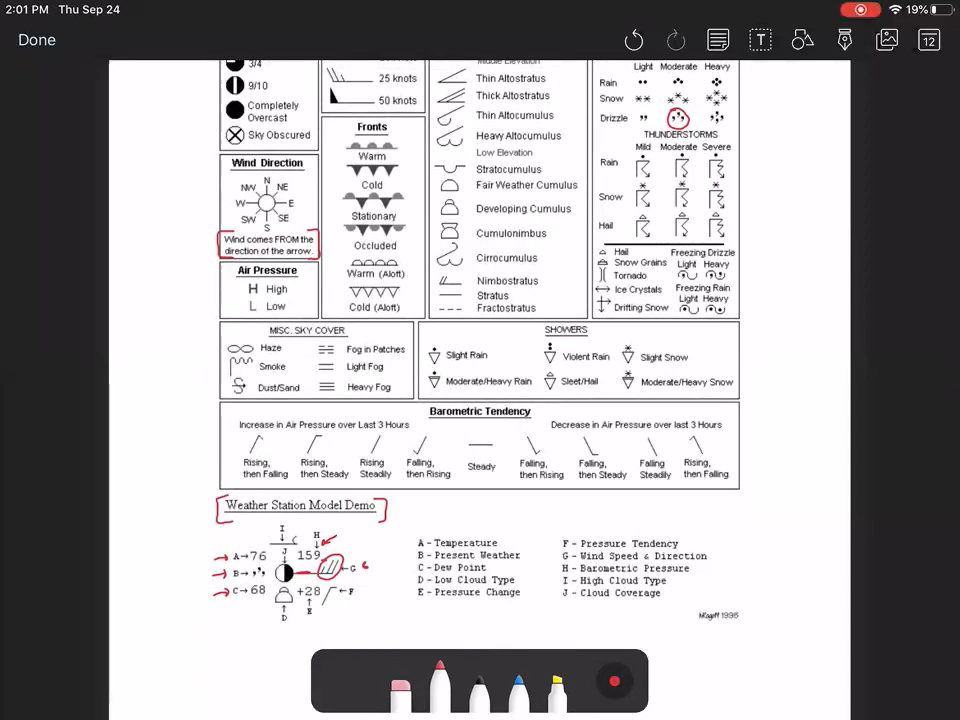 2:01 PM Thu Sep 24
19%
Done
12
3/4
9/10
Completely
Overcast
Sky Obscured
Wind Direction
N
NW NE
W E
SW SE
S
Wind comes FROM the
direction of the arrow.
Air Pressure
H High
L Low
25 knots
50 knots
Fronts
Warm
Cold
Stationary
Occluded
Warm (Aloft)
Cold (Aloft)
Middle Elevation
Thin Altostratus
Thick Altostratus
Thin Altocumulus
Heavy Altocumulus
Low Elevation
Stratocumulus
Fair Weather Cumulus
Developing Cumulus
Cumulonimbus
Cirrocumulus
Nimbostratus
Stratus
Fractostratus
Light Moderate Heavy
Rain
Snow
Drizzle
THUNDERSTORMS
Mild Moderate Severe
Rain
Snow
Hail
Hail
Snow Grains
Tornado
Ice Crystals
Drifting Snow
Freezing Drizzle
Light Heavy
Freezing Rain
Light Heavy
MISC. SKY COVER
Haze
Smoke
Dust/Sand
Fog in Patches
Light Fog
Heavy Fog
SHOWERS
Slight Rain
Violent Rain
Slight Snow
Moderate/Heavy Rain
Sleet/Hail
Moderate/Heavy Snow
Barometric Tendency
Increase in Air Pressure over Last 3 Hours
Decrease in Air Pressure over last 3 Hours
Rising,
then Falling
Rising,
then Steady
Rising
Steadily
Falling,
then Rising
Steady
Falling,
then Rising
Falling,
then Steady
Falling
Steadily
Rising,
then Falling
Weather Station Model Demo
I
H
J
A 76
159
B
G
C 68
+28
F
D
E
A - Temperature
B - Present Weather
C - Dew Point
D - Low Cloud Type
E - Pressure Change
F - Pressure Tendency
G - Wind Speed & Direction
H - Barometric Pressure
I - High Cloud Type
J - Cloud Coverage
1996